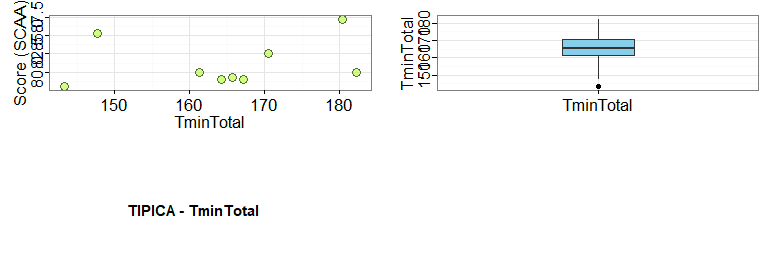 Score (SCAA)
150
160
170
180
TminTotal
TminTotal
TminTotal
TIPICA - TminTotal